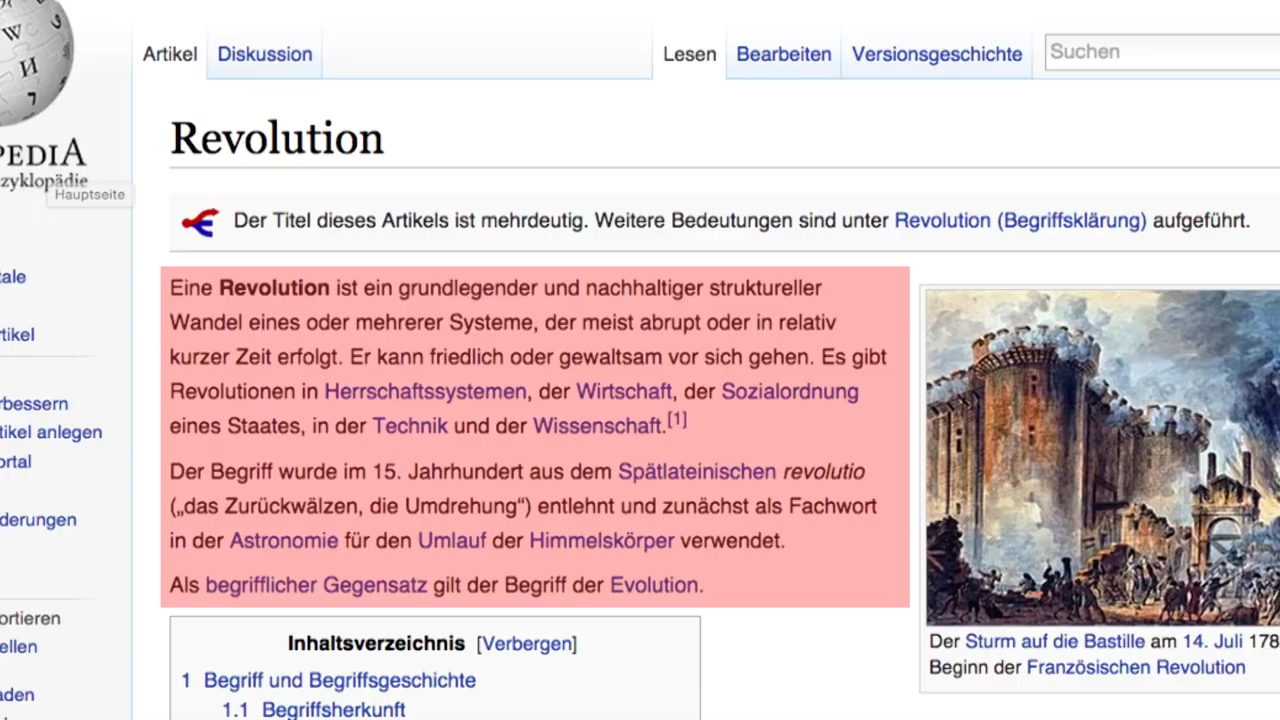 Artikel
Diskussion
Lesen
Bearbeiten
Versionsgeschichte
Suchen
PEDIA
zyklopädie
Hauptseite
tale
rtikel
rbessern
tikel anlegen
ortal
derungen
ortieren
ellen
aden
Revolution
Der Titel dieses Artikels ist mehrdeutig. Weitere Bedeutungen sind unter Revolution (Begriffsklärung) aufgeführt.
Eine Revolution ist ein grundlegender und nachhaltiger struktureller
Wandel eines oder mehrerer Systeme, der meist abrupt oder in relativ
kurzer Zeit erfolgt. Er kann friedlich oder gewaltsam vor sich gehen. Es gibt
Revolutionen in Herrschaftssystemen, der Wirtschaft, der Sozialordnung
eines Staates, in der Technik und der Wissenschaft.[1]
Der Begriff wurde im 15. Jahrhundert aus dem Spätlateinischen revolutio
(„das Zurückwälzen, die Umdrehung“) entlehnt und zunächst als Fachwort
in der Astronomie für den Umlauf der Himmelskörper verwendet.
Als begrifflicher Gegensatz gilt der Begriff der Evolution.
Der Sturm auf die Bastille am 14. Juli 178
Beginn der Französischen Revolution
Inhaltsverzeichnis [Verbergen]
1 Begriff und Begriffsgeschichte
1.1 Begriffsherkunft